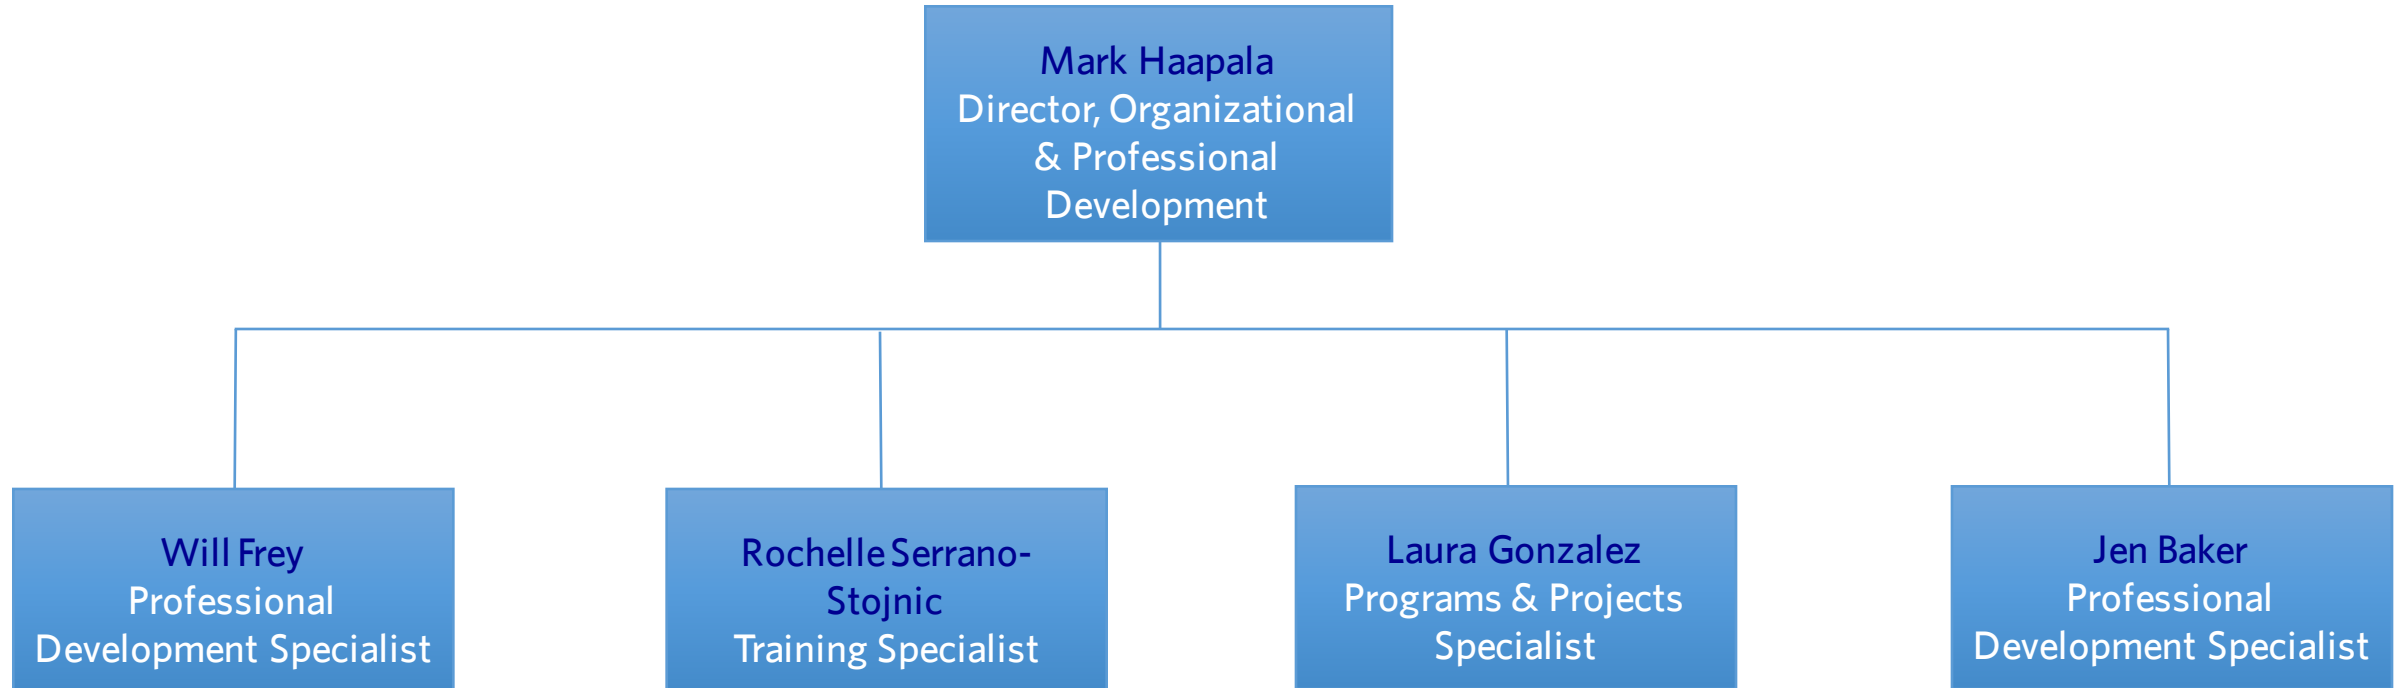 Mark Haapala
Director, Organizational
& Professional
Development
Will Frey
Professional
Development Specialist
Rochelle Serrano-
Stojnic
Training Specialist
Laura Gonzalez
Programs & Projects
Specialist
Jen Baker
Professional
Development Specialist